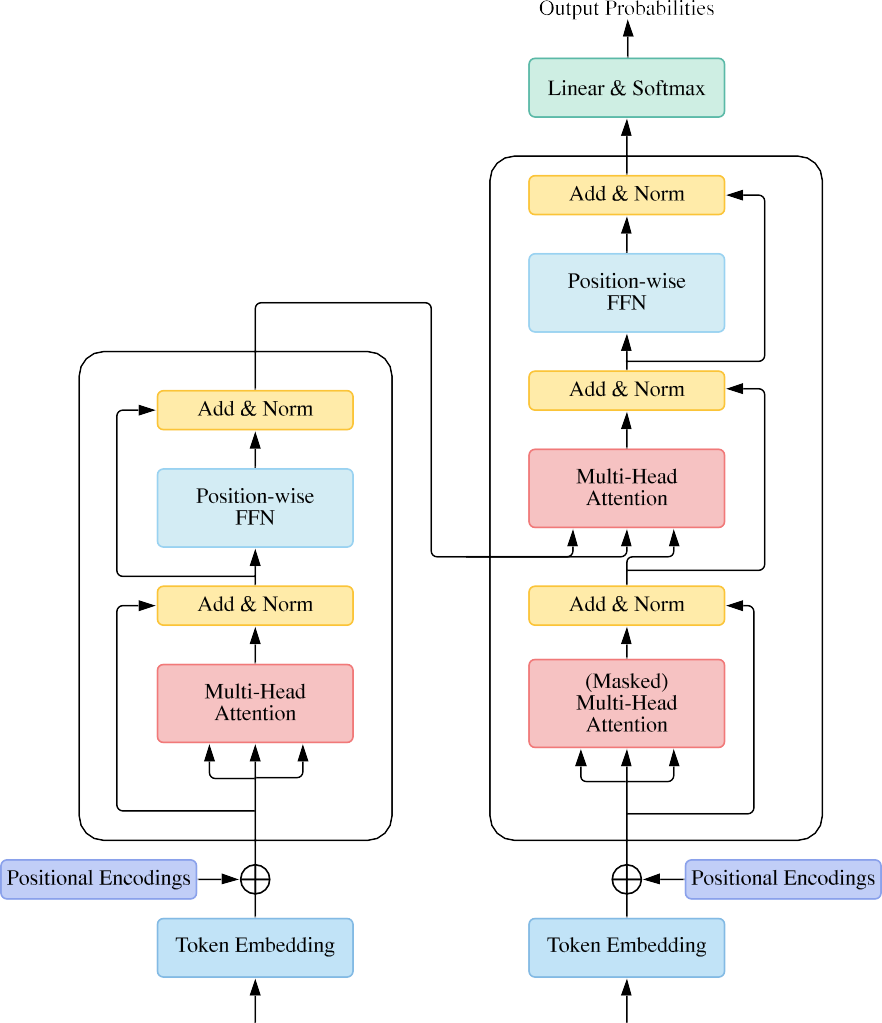 Output Probabilities
Linear & Softmax
Add & Norm
Position-wise
FFN
Add & Norm
Multi-Head
Attention
Add & Norm
(Masked)
Multi-Head
Attention
Add & Norm
Position-wise
FFN
Add & Norm
Multi-Head
Attention
Positional Encodings
Positional Encodings
Token Embedding
Token Embedding